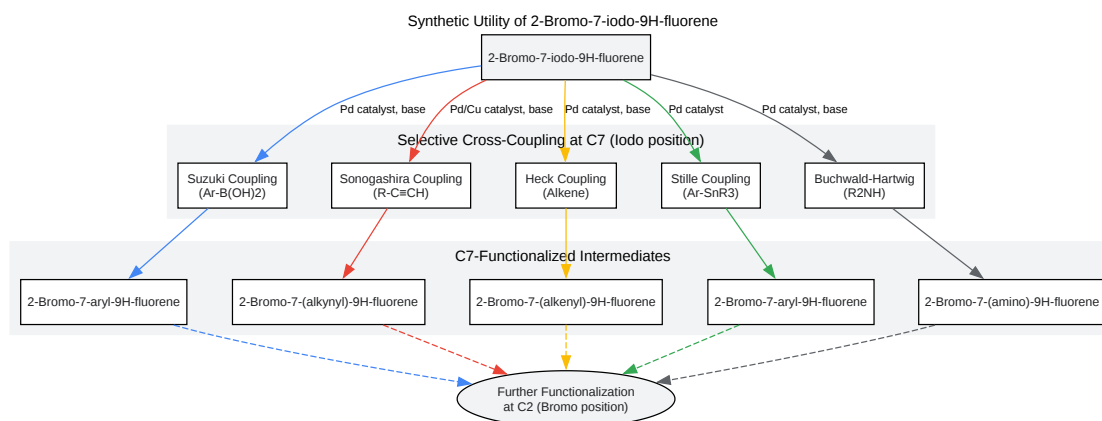 Synthetic Utility of 2-Bromo-7-iodo-9H-fluorene
2-Bromo-7-iodo-9H-fluorene
Pd catalyst, base
Pd/Cu catalyst, base
Pd catalyst, base
Pd catalyst
Pd catalyst, base
Selective Cross-Coupling at C7 (Iodo position)
Suzuki Coupling
(Ar-B(OH)2)
Sonogashira Coupling
(R-C≡CH)
Heck Coupling
(Alkene)
Stille Coupling
(Ar-SnR3)
Buchwald-Hartwig
(R2NH)
C7-Functionalized Intermediates
2-Bromo-7-aryl-9H-fluorene
2-Bromo-7-(alkynyl)-9H-fluorene
2-Bromo-7-(alkenyl)-9H-fluorene
2-Bromo-7-aryl-9H-fluorene
2-Bromo-7-(amino)-9H-fluorene
Further Functionalization
at C2 (Bromo position)